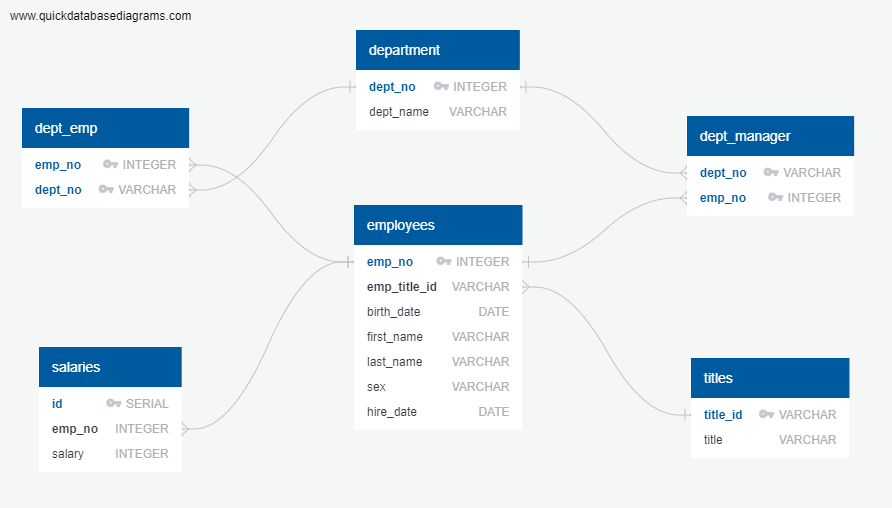 www.quickdatabasediagrams.com
department
dept_no INTEGER
dept_name VARCHAR
dept_emp
emp_no INTEGER
dept_no VARCHAR
dept_manager
dept_no VARCHAR
emp_no INTEGER
employees
emp_no INTEGER
emp_title_id VARCHAR
birth_date DATE
first_name VARCHAR
last_name VARCHAR
sex VARCHAR
hire_date DATE
salaries
id SERIAL
emp_no INTEGER
salary INTEGER
titles
title_id VARCHAR
title VARCHAR